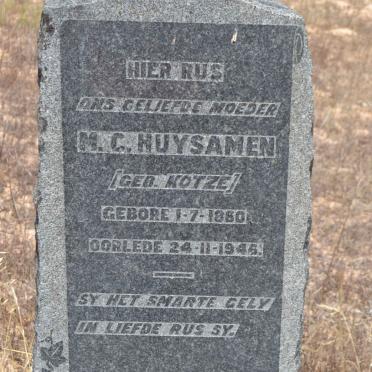 HIER RUS
ONS GELIEFDE MOEDER
M. C. HUYSAMEN
(GEB. KOTZE)
GEBORE 1-7-1880.
OORLEDE 24-11-1948.
SY HET SMARTE GELY
IN LIEFDE RUS SY.